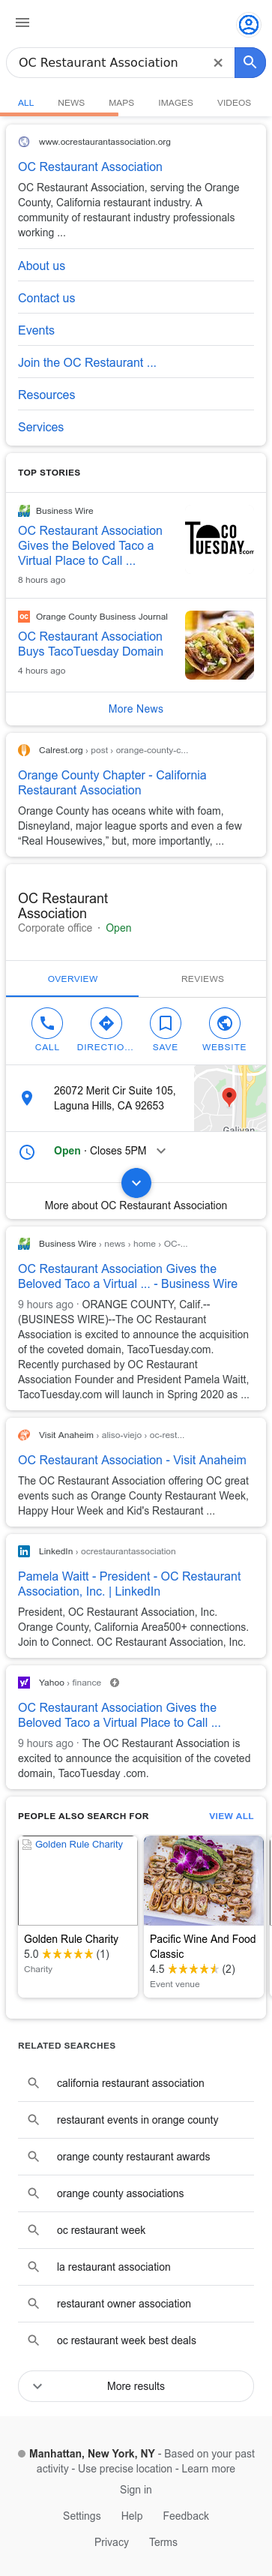 OC Restaurant Association
ALL NEWS MAPS IMAGES VIDEOS
www.ocrestaurantassociation.org
OC Restaurant Association
OC Restaurant Association, serving the Orange
County, California restaurant industry. A
community of restaurant industry professionals
working ...
About us
Contact us
Events
Join the OC Restaurant ...
Resources
Services
TOP STORIES
Business Wire
OC Restaurant Association
Gives the Beloved Taco a
Virtual Place to Call ...
8 hours ago
TOCO
TUESDAY.com
OC Orange County Business Journal
OC Restaurant Association
Buys TacoTuesday Domain
4 hours ago
More News
Calrest.org › post › orange-county-c...
Orange County Chapter - California
Restaurant Association
Orange County has oceans white with foam,
Disneyland, major league sports and even a few
“Real Housewives,” but, more importantly, ...
OC Restaurant
Association
Corporate office · Open
OVERVIEW REVIEWS
CALL DIRECTIO... SAVE WEBSITE
26072 Merit Cir Suite 105,
Laguna Hills, CA 92653
Open · Closes 5PM
More about OC Restaurant Association
Business Wire › news › home › OC-...
OC Restaurant Association Gives the
Beloved Taco a Virtual ... - Business Wire
9 hours ago · ORANGE COUNTY, Calif.--
(BUSINESS WIRE)--The OC Restaurant
Association is excited to announce the acquisition
of the coveted domain, TacoTuesday.com.
Recently purchased by OC Restaurant
Association Founder and President Pamela Waitt,
TacoTuesday.com will launch in Spring 2020 as ...
Visit Anaheim › aliso-viejo › oc-rest...
OC Restaurant Association - Visit Anaheim
The OC Restaurant Association offering OC great
events such as Orange County Restaurant Week,
Happy Hour Week and Kid's Restaurant ...
in LinkedIn › ocrestaurantassociation
Pamela Waitt - President - OC Restaurant
Association, Inc. | LinkedIn
President, OC Restaurant Association, Inc.
Orange County, California Area500+ connections.
Join to Connect. OC Restaurant Association, Inc.
y! Yahoo › finance
OC Restaurant Association Gives the
Beloved Taco a Virtual Place to Call ...
9 hours ago · The OC Restaurant Association is
excited to announce the acquisition of the coveted
domain, TacoTuesday .com.
PEOPLE ALSO SEARCH FOR VIEW ALL
Golden Rule Charity
Golden Rule Charity
5.0 ★★★★★ (1)
Charity
Pacific Wine And Food
Classic
4.5 ★★★★★ (2)
Event venue
RELATED SEARCHES
california restaurant association
restaurant events in orange county
orange county restaurant awards
orange county associations
oc restaurant week
la restaurant association
restaurant owner association
oc restaurant week best deals
More results
Manhattan, New York, NY - Based on your past
activity - Use precise location - Learn more
Sign in
Settings Help Feedback
Privacy Terms